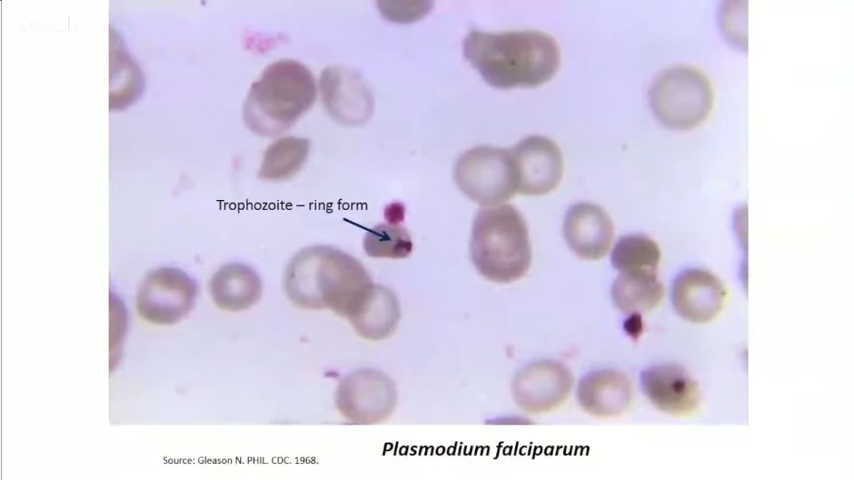 Trophozoite – ring form
Plasmodium falciparum
Source: Gleason N. PHIL. CDC. 1968.